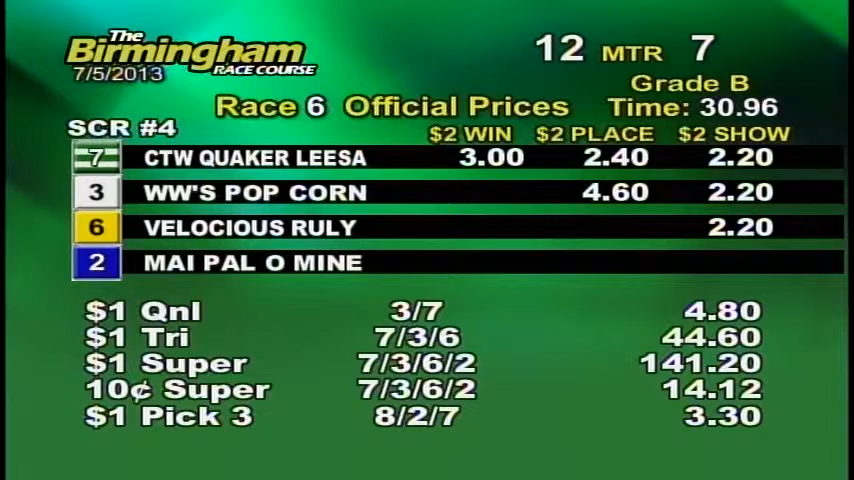 The
Birmingham
RACE COURSE
7/5/2013
12 MTR 7
Grade B
Race 6 Official Prices Time: 30.96
SCR #4
$2 WIN $2 PLACE $2 SHOW
7 CTW QUAKER LEESA 3.00 2.40 2.20
3 WW'S POP CORN 4.60 2.20
6 VELOCIOUS RULY 2.20
2 MAI PAL O MINE
$1 Qnl 3/7 4.80
$1 Tri 7/3/6 44.60
$1 Super 7/3/6/2 141.20
10¢ Super 7/3/6/2 14.12
$1 Pick 3 8/2/7 3.30